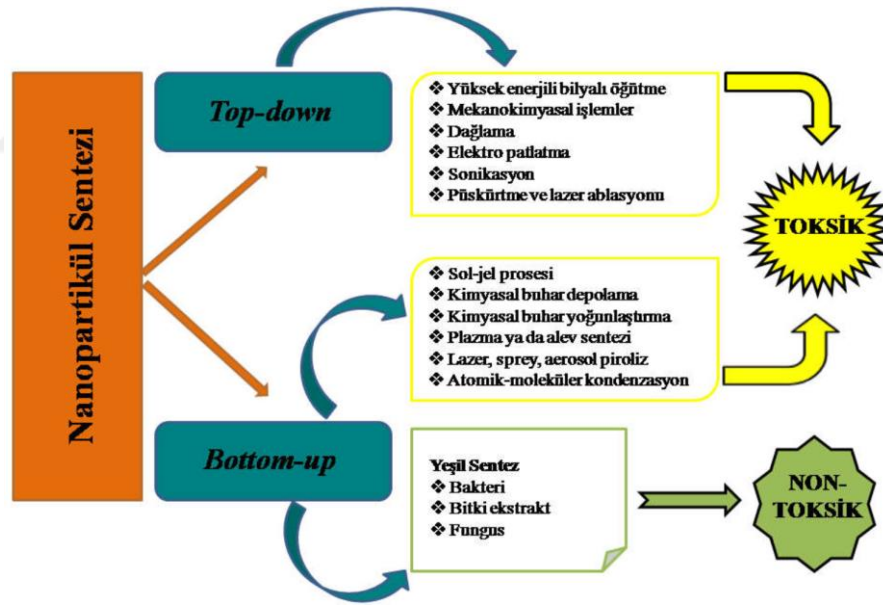 Nanopartikül Sentezi
Top-down
❖ Yüksek enerjili bilyalı öğütme
❖ Mekanokimyasal işlemler
❖ Dağlama
❖ Elektro patlatma
❖ Sonikasyon
❖ Püskürtme ve lazer ablasyonu
TOKSİK
❖ Sol-jel prosesi
❖ Kimyasal buhar depolama
❖ Kimyasal buhar yoğunlaştırma
❖ Plazma ya da alev sentezi
❖ Lazer, sprey, aerosol piroliz
❖ Atomik-moleküler kondenzasyon
Bottom-up
Yeşil Sentez
❖ Bakteri
❖ Bitki ekstrakt
❖ Fungus
NON-
TOKSİK